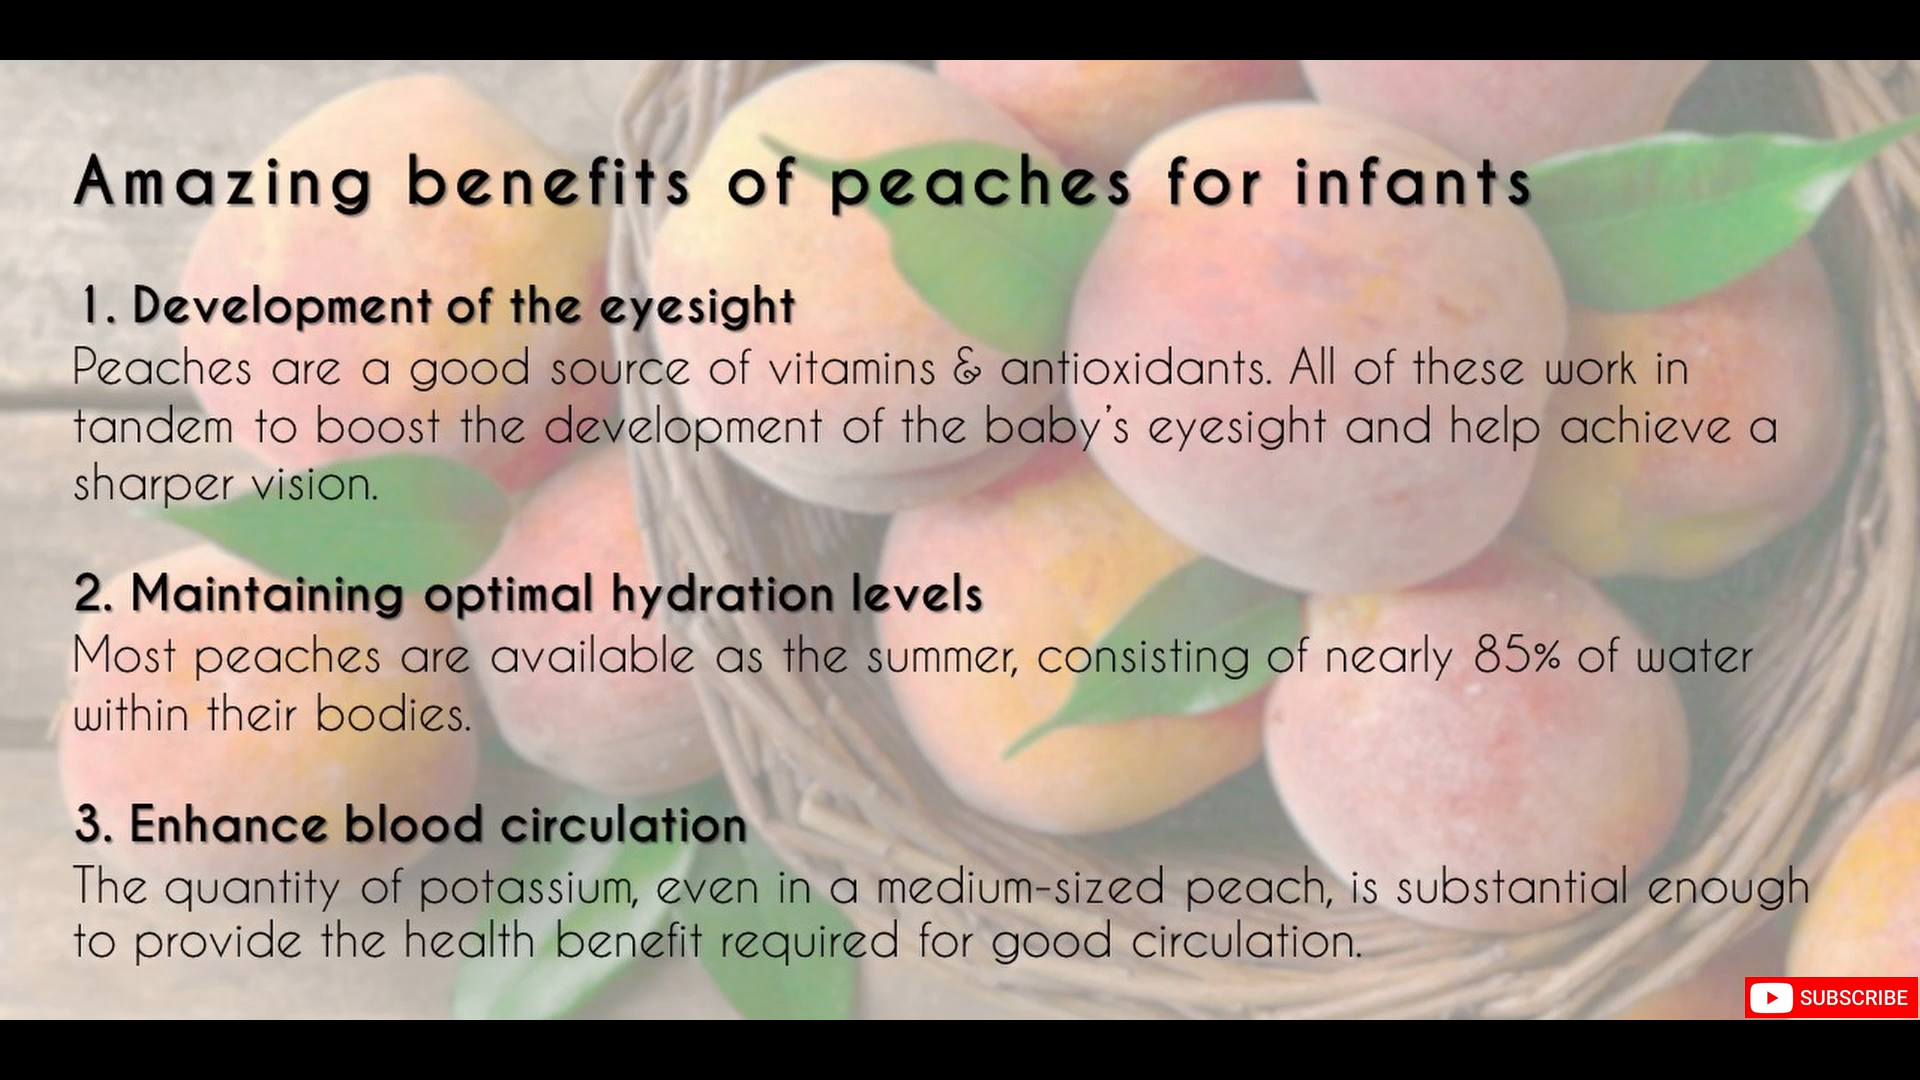 Amazing benefits of peaches for infants
1. Development of the eyesight
Peaches are a good source of vitamins & antioxidants. All of these work in
tandem to boost the development of the baby's eyesight and help achieve a
sharper vision.
2. Maintaining optimal hydration levels
Most peaches are available as the summer, consisting of nearly 85% of water
within their bodies.
3. Enhance blood circulation
The quantity of potassium, even in a medium-sized peach, is substantial enough
to provide the health benefit required for good circulation.
SUBSCRIBE